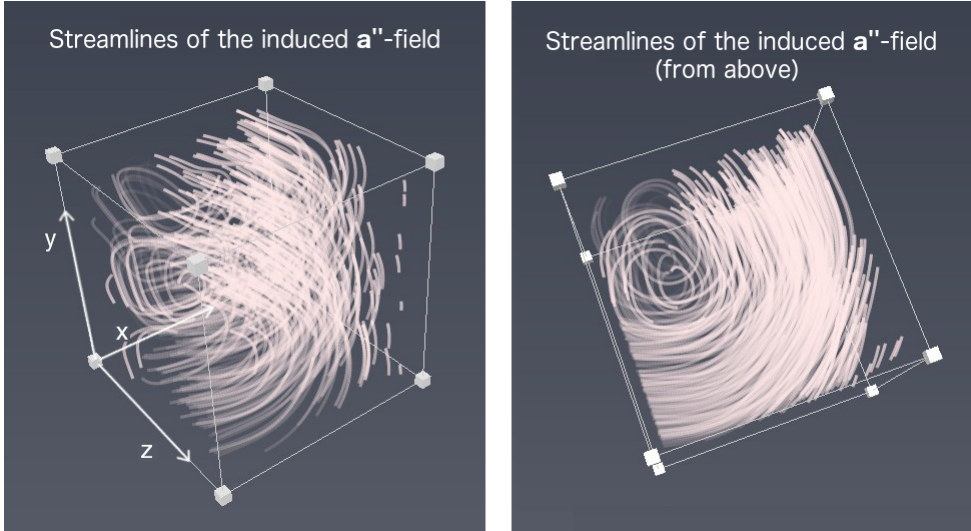 Streamlines of the induced a"-field
y
x
z
Streamlines of the induced a"-field
(from above)